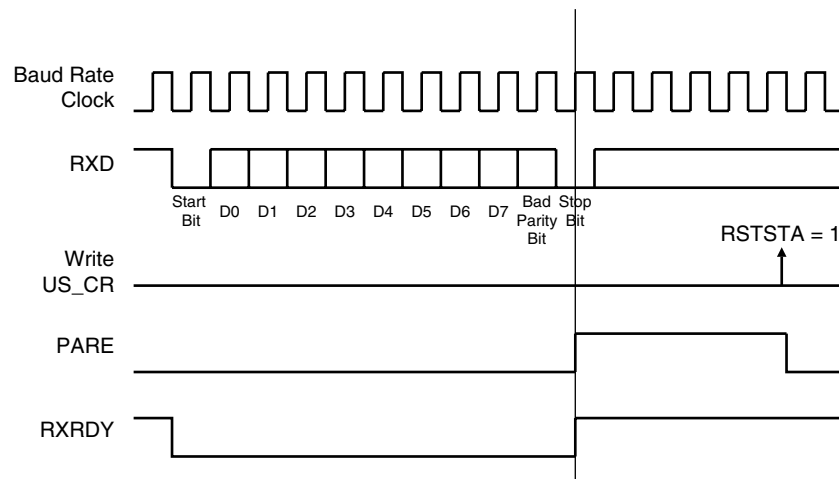 Baud Rate
Clock
RXD
Start
Bit
D0
D1
D2
D3
D4
D5
D6
D7
Bad
Parity
Bit
Stop
Bit
RSTSTA = 1
Write
US_CR
PARE
RXRDY